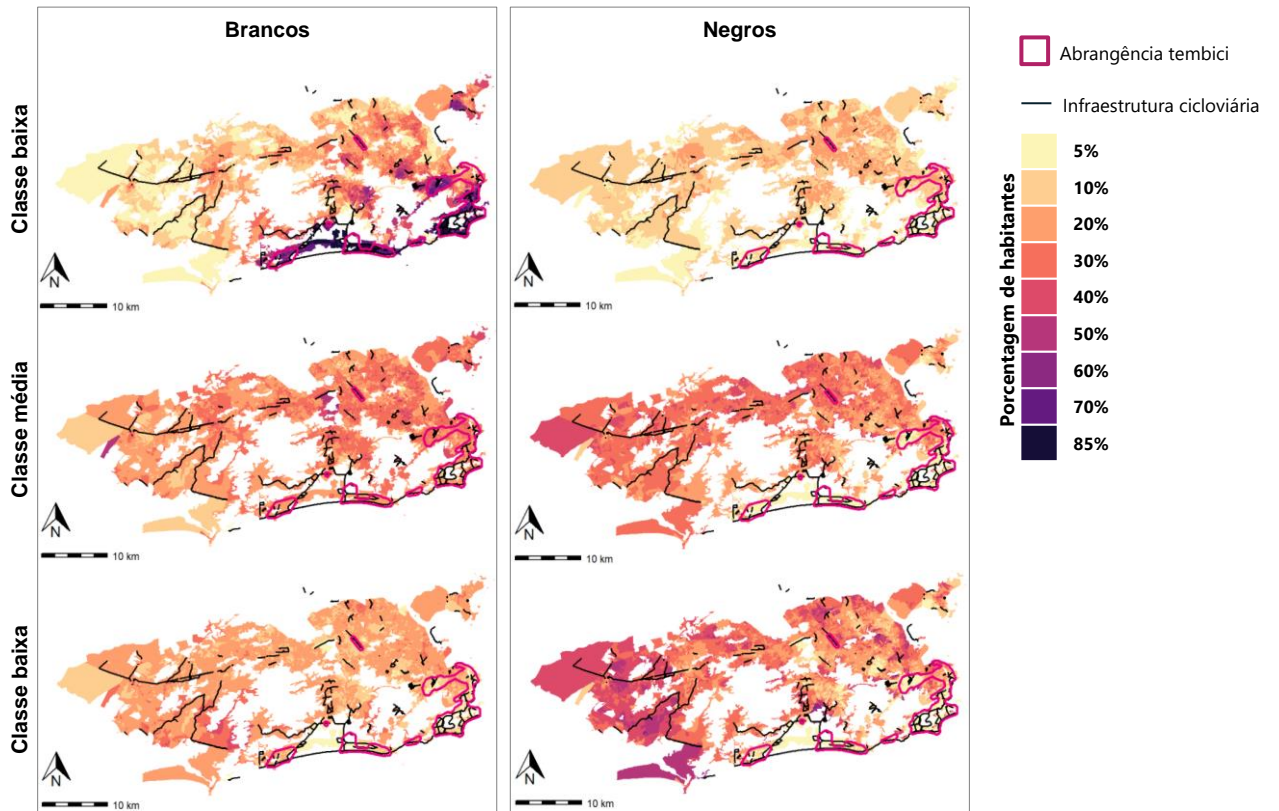 Brancos
Negros
Classe baixa
N
10 km
N
10 km
Classe média
N
10 km
N
10 km
Classe baixa
N
10 km
N
10 km
Abrangência tembici
Infraestrutura cicloviária
Porcentagem de habitantes
5%
10%
20%
30%
40%
50%
60%
70%
85%